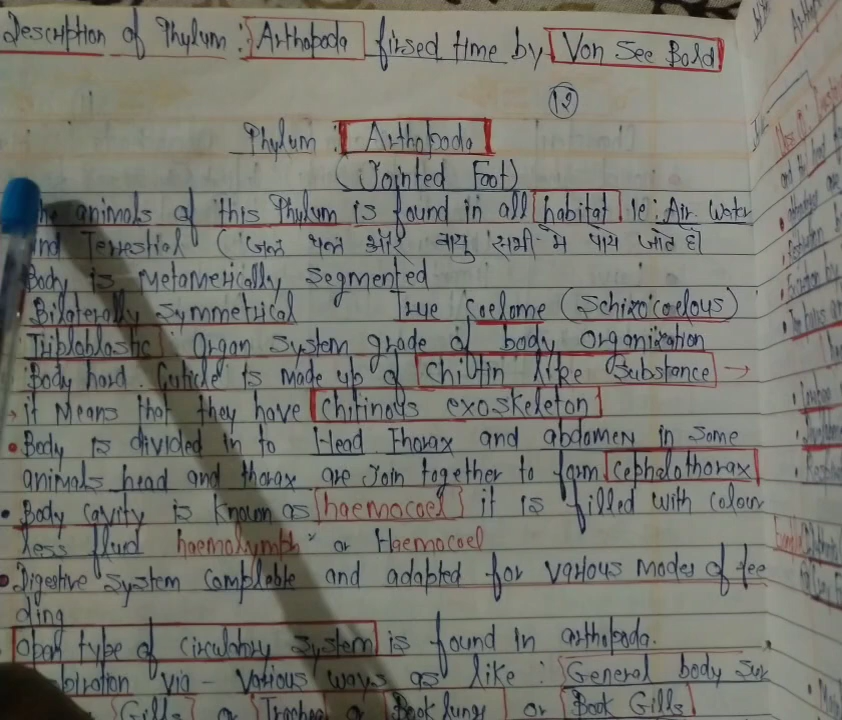 Description of Phylum : Arthopoda firsed time by Von See Bold
12
Phylum : Arthopoda
(Jointed Foot)
The animals of this Phylum is found in all habitat ie: Air. Water
and Terrestial ( जल थल और वायु सभी में पाये जाते है
Body is Metamerically Segmented
Bilaterally Symmetrical True Coelome (Schizocoelous)
Tribloblastic Organ System grade of body organization
Body hard. Cuticle is made up of Chitin like Substance →
→ it Means that they have Chitinous exoskeleton
• Body is divided in to Head Thorax and abdomen in Some
animals head and thorax are Join together to form Cephalothorax
• Body cavity is known as haemocoel it is filled with colour
less fluid haemolymph" or Haemocoel
• Digestive System complete and adapted for various modes of fee
ding
Open type of circulatory System is found in arthopoda.
via - Various ways as like : General body Sur
Gills or Trachea or Book lungs or Book Gills